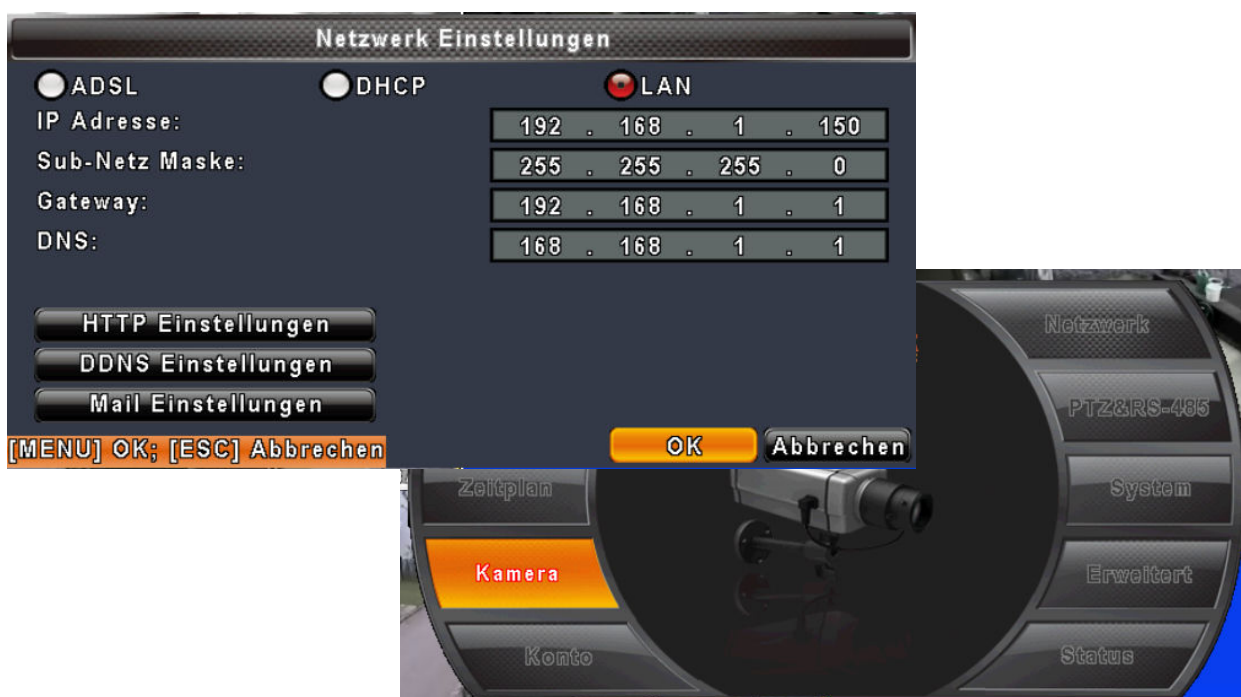 Netzwerk Einstellungen
ADSL DHCP LAN
IP Adresse: 192 . 168 . 1 . 150
Sub-Netz Maske: 255 . 255 . 255 . 0
Gateway: 192 . 168 . 1 . 1
DNS: 168 . 168 . 1 . 1
HTTP Einstellungen
DDNS Einstellungen
Mail Einstellungen
[MENU] OK; [ESC] Abbrechen
OK Abbrechen
Netzwerk
PTZ&RS-485
Zeitplan
System
Kamera
Erweitert
Konto
Status